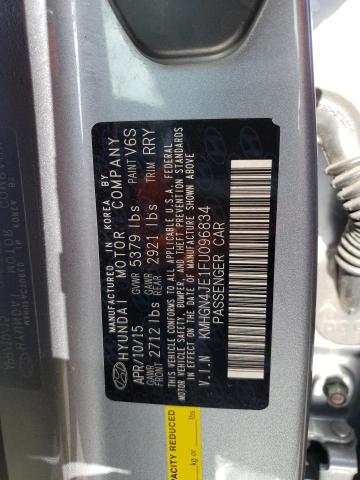 MANUFACTURED IN KOREA BY
HYUNDAI MOTOR COMPANY
APR/10/15 GVWR 5379 lbs PAINT V6S
GAWR FRONT 2712 lbs GAWR REAR 2921 lbs TRIM RRY
THIS VEHICLE CONFORMS TO ALL APPLICABLE U.S.A. FEDERAL
MOTOR VEHICLE SAFETY, BUMPER, AND THEFT PREVENTION
STANDARDS IN EFFECT ON THE DATE OF MANUFACTURE SHOWN ABOVE.
V.I.N KMHGN4JE1FU096834
PASSENGER CAR
CAPACITY REDUCED
kg or lbs